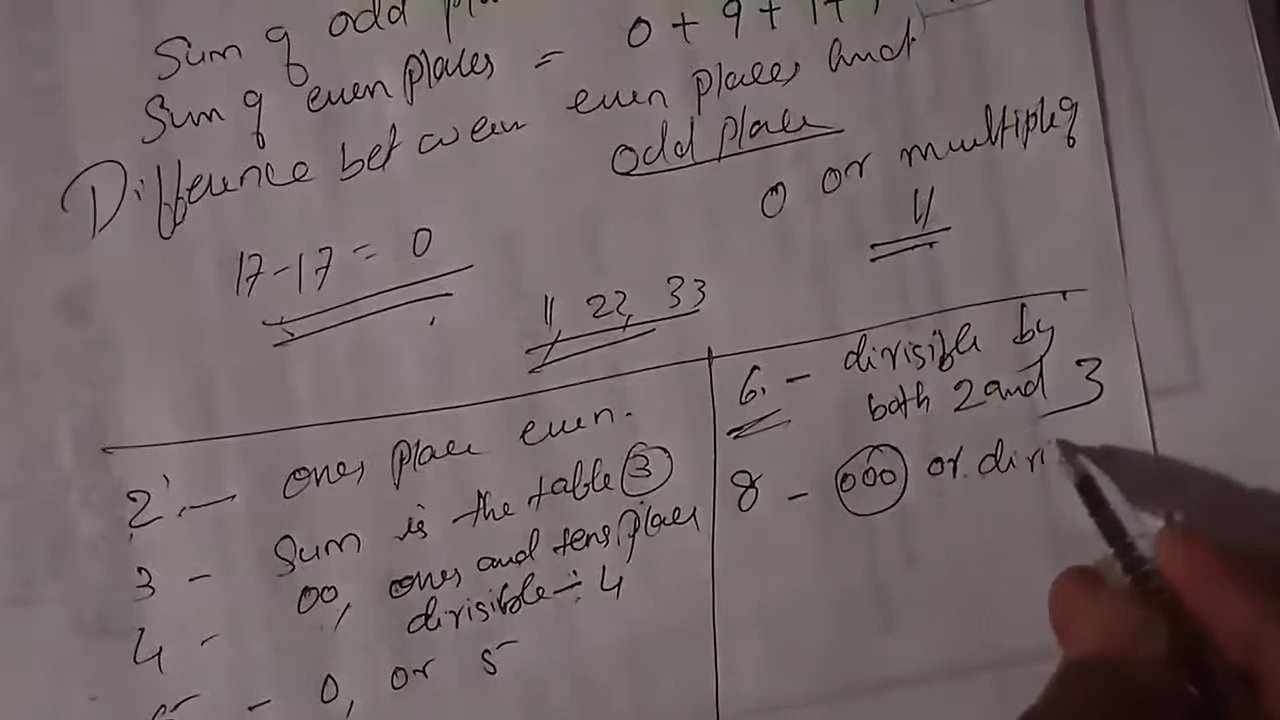 Sum of odd
Sum of even places = 0 + 9 + 1 +
Difference between even places and
odd place
0 or multiple of
11
17-17 = 0
11, 22, 33
2 - ones place even.
3 - Sum is the table 3
4 - 00, ones and tens places
divisible ÷ 4
5 - 0, or 5
6. - divisible by
both 2 and 3
8 - 000 or divi